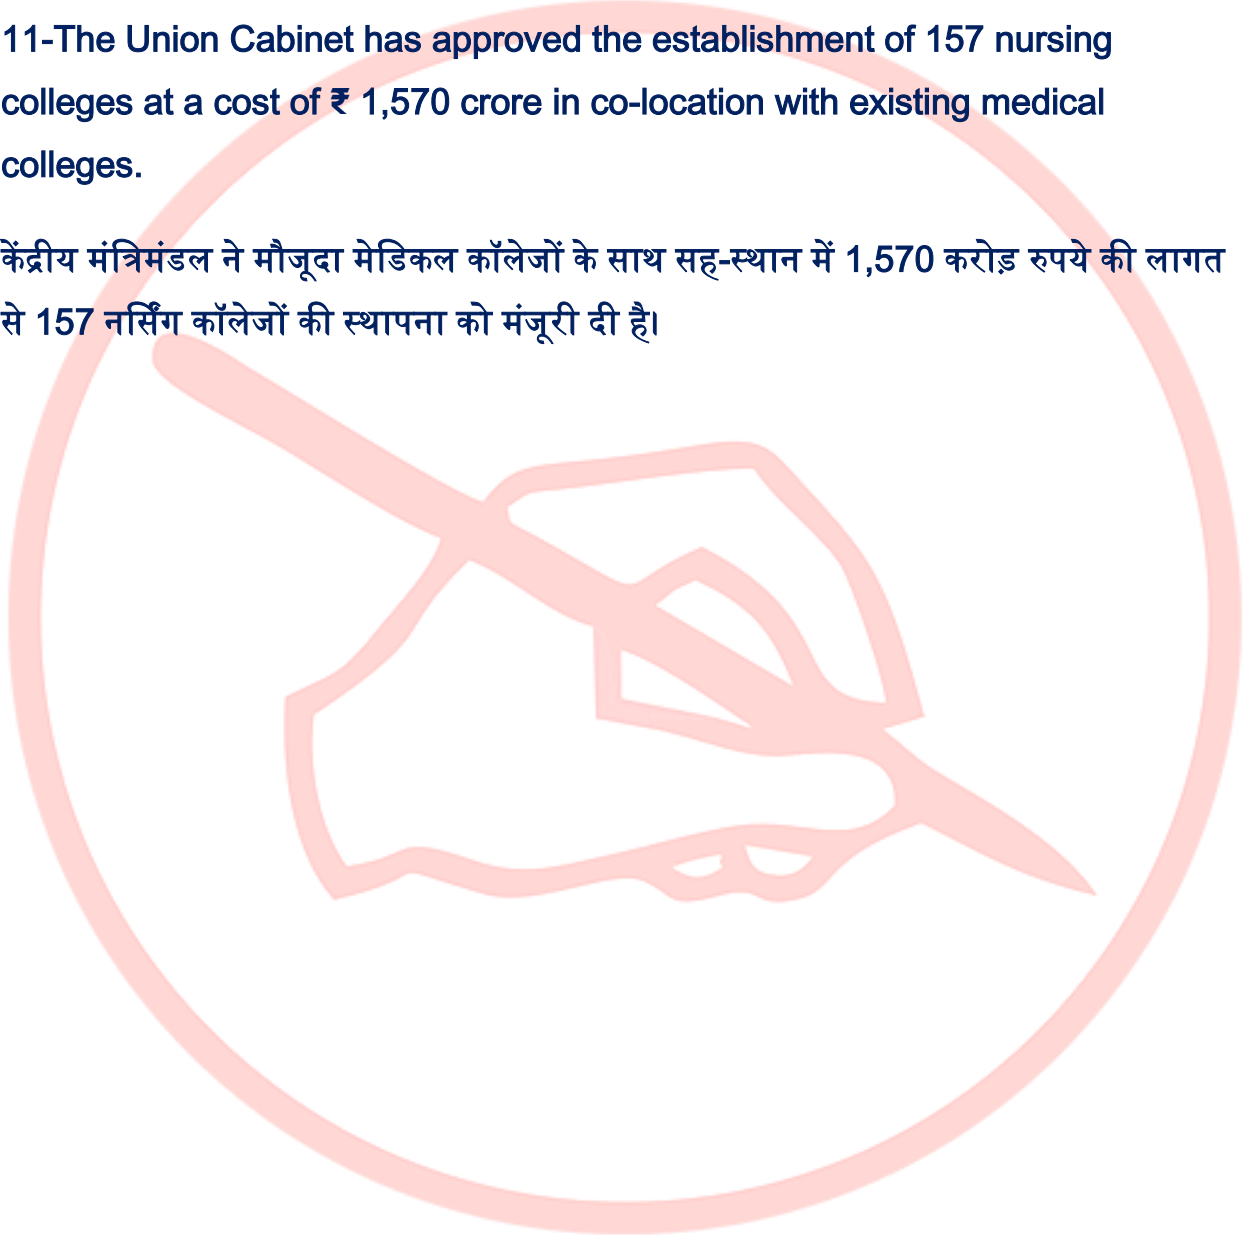 11-The Union Cabinet has approved the establishment of 157 nursing
colleges at a cost of ₹ 1,570 crore in co-location with existing medical
colleges.
केंद्रीय मंत्रिमंडल ने मौजूदा मेडिकल कॉलेजों के साथ सह-स्थान में 1,570 करोड़ रुपये की लागत
से 157 नर्सिंग कॉलेजों की स्थापना को मंजूरी दी है।